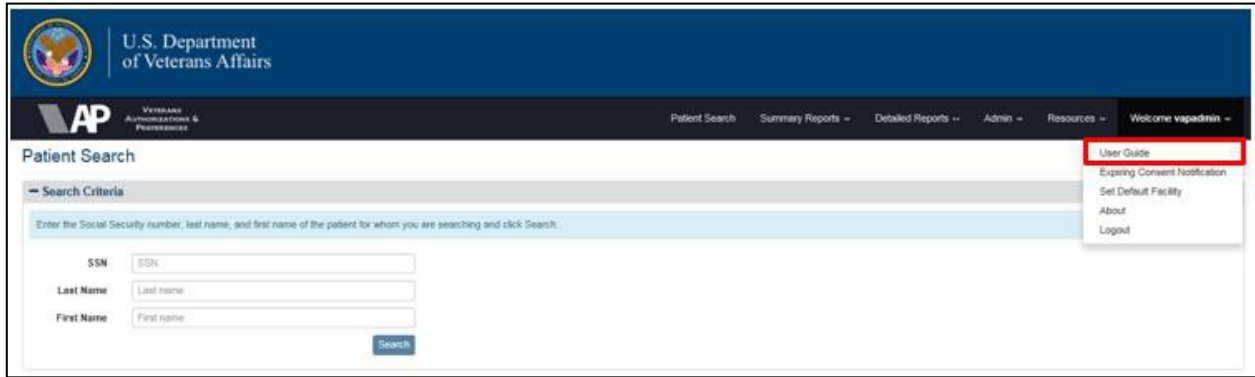 U.S. Department
of Veterans Affairs
VAP
VETERANS
AUTHORIZATIONS &
PREFERENCES
Patient Search Summary Reports Detailed Reports Admin Resources Welcome vapadmin
User Guide
Expiring Consent Notification
Set Default Facility
About
Logout
Patient Search
Search Criteria
Enter the Social Security number, last name, and first name of the patient for whom you are searching and click Search.
SSN SSN
Last Name Last name
First Name First name
Search